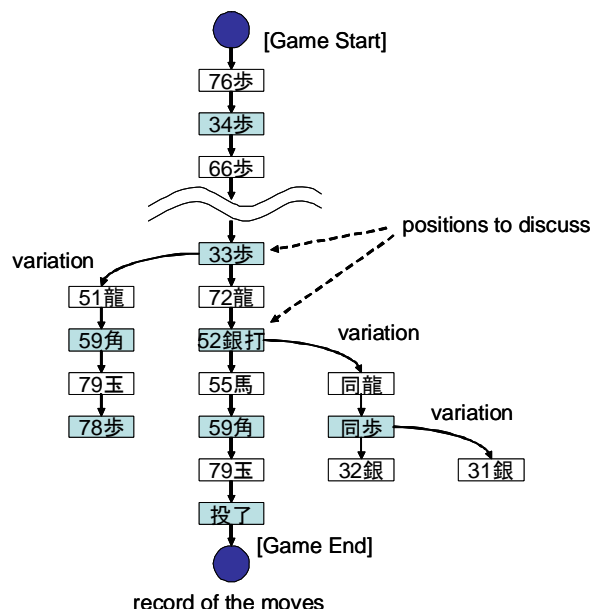 [Game Start]
76歩
34歩
66歩
positions to discuss
33歩
variation
51龍
72龍
59角
52銀打
variation
79玉
55馬
同龍
78歩
59角
同歩
variation
79玉
32銀
31銀
投了
[Game End]
record of the moves